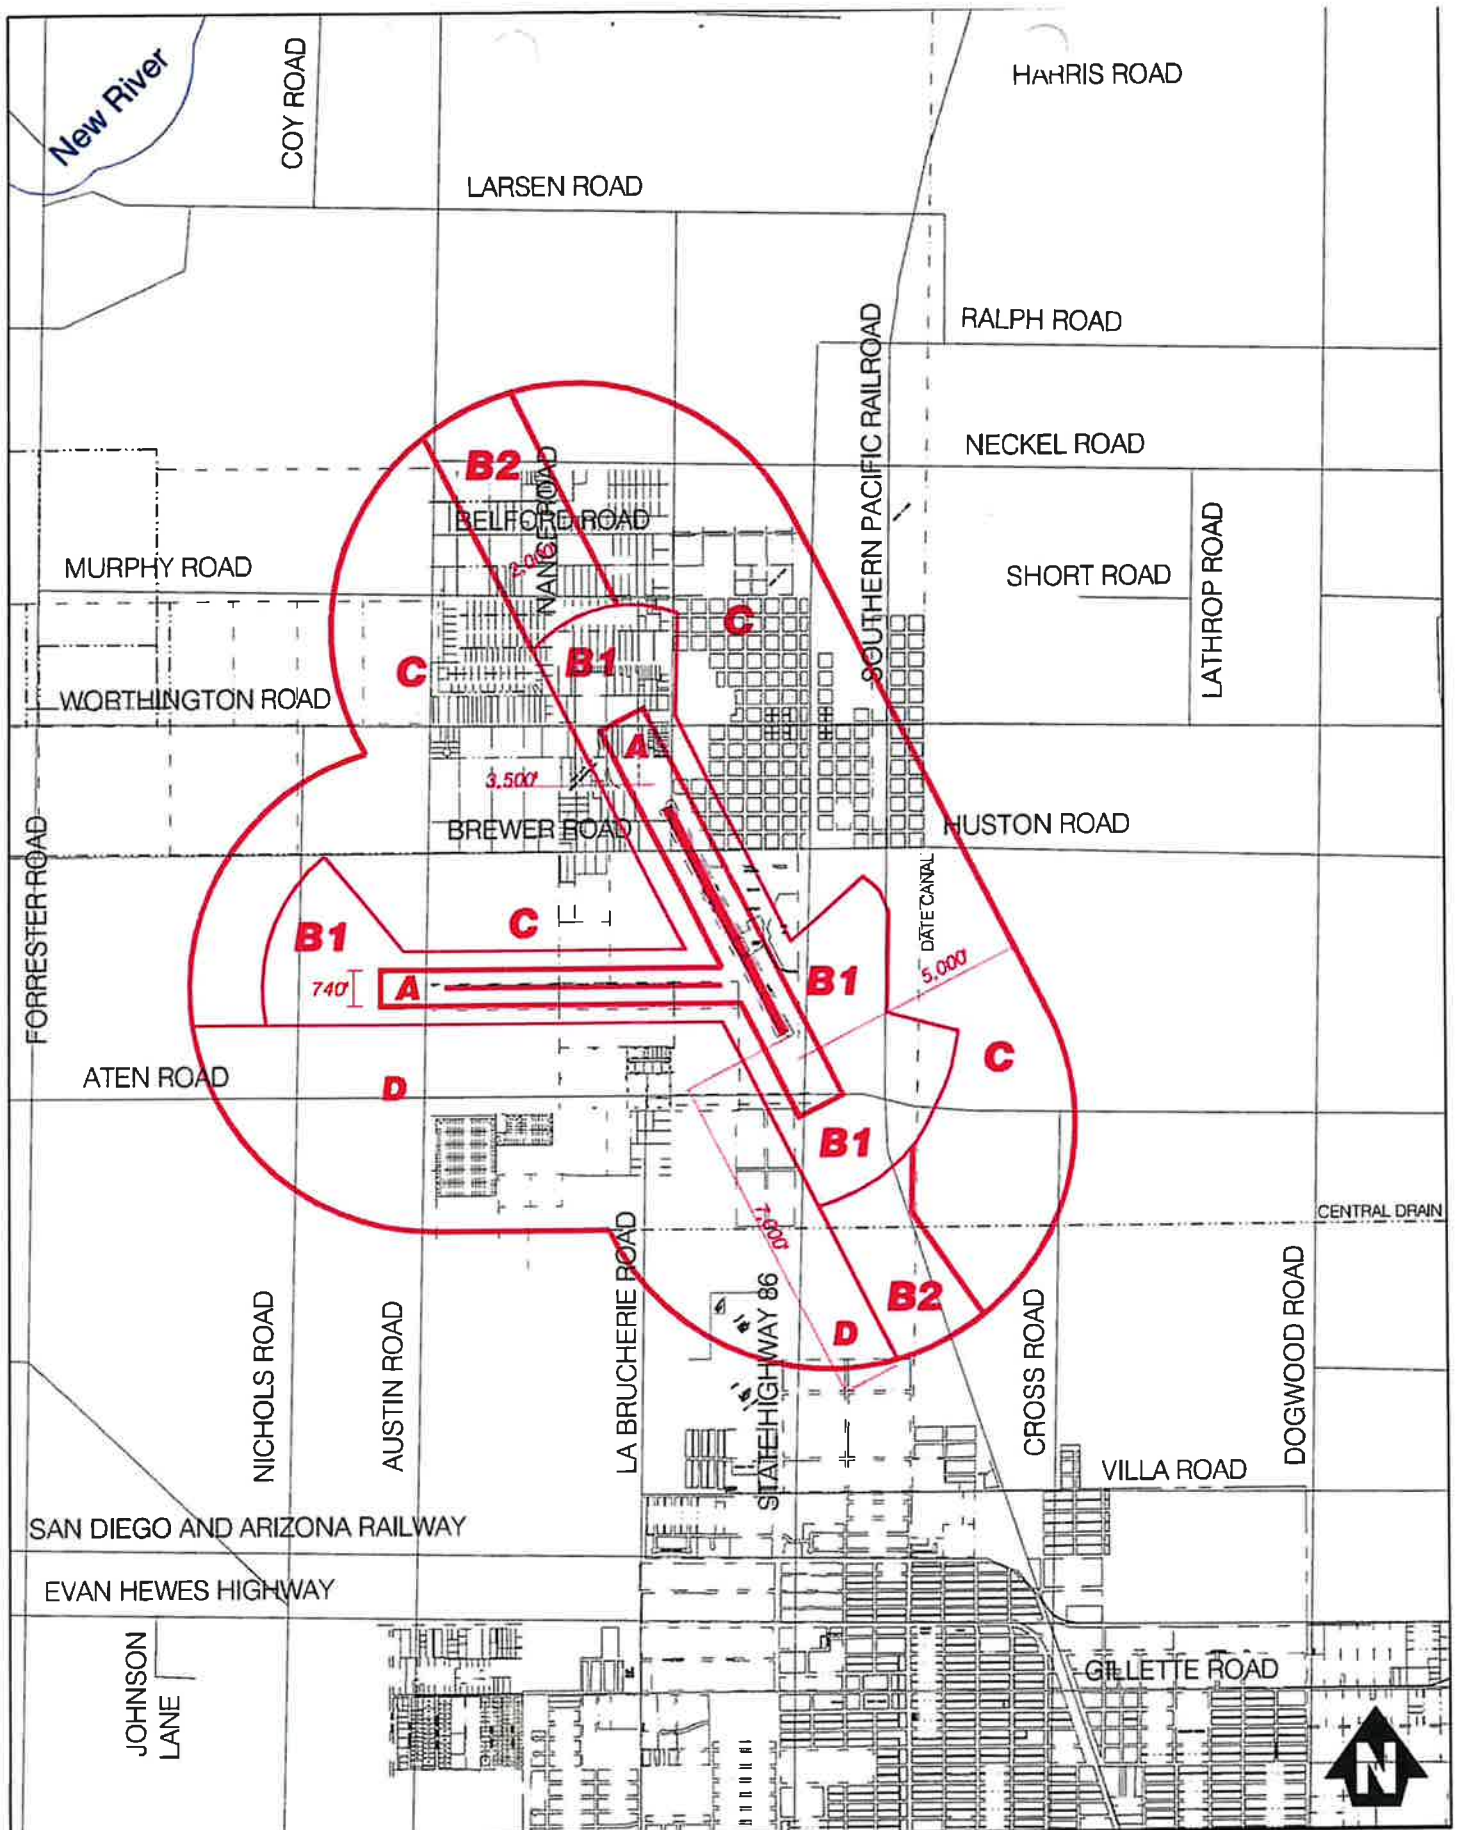 New River
COY ROAD
HARRIS ROAD
LARSEN ROAD
RALPH ROAD
SOUTHERN PACIFIC RAILROAD
NECKEL ROAD
B2
NANCE ROAD
BELFORD ROAD
2,000'
MURPHY ROAD
SHORT ROAD
LATHROP ROAD
C
C
B1
WORTHINGTON ROAD
A
3,500'
BREWER ROAD
HUSTON ROAD
FORRESTER ROAD
DATE CANAL
B1
C
B1
5,000'
740'
A
C
ATEN ROAD
D
B1
7,000'
CENTRAL DRAIN
B2
D
NICHOLS ROAD
AUSTIN ROAD
LA BRUCHERIE ROAD
STATE HIGHWAY 86
CROSS ROAD
DOGWOOD ROAD
VILLA ROAD
SAN DIEGO AND ARIZONA RAILWAY
EVAN HEWES HIGHWAY
JOHNSON
LANE
GILLETTE ROAD
N